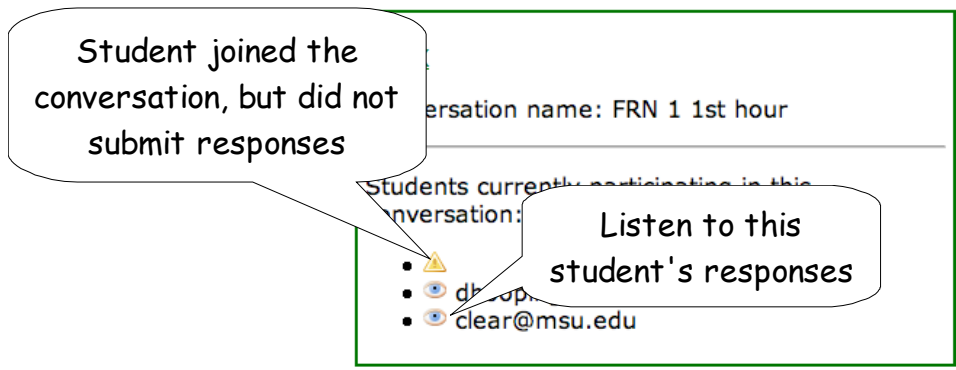 Student joined the
conversation, but did not
submit responses
ersation name: FRN 1 1st hour
Students currently participating in this
conversation:
Listen to this
student's responses
clear@msu.edu